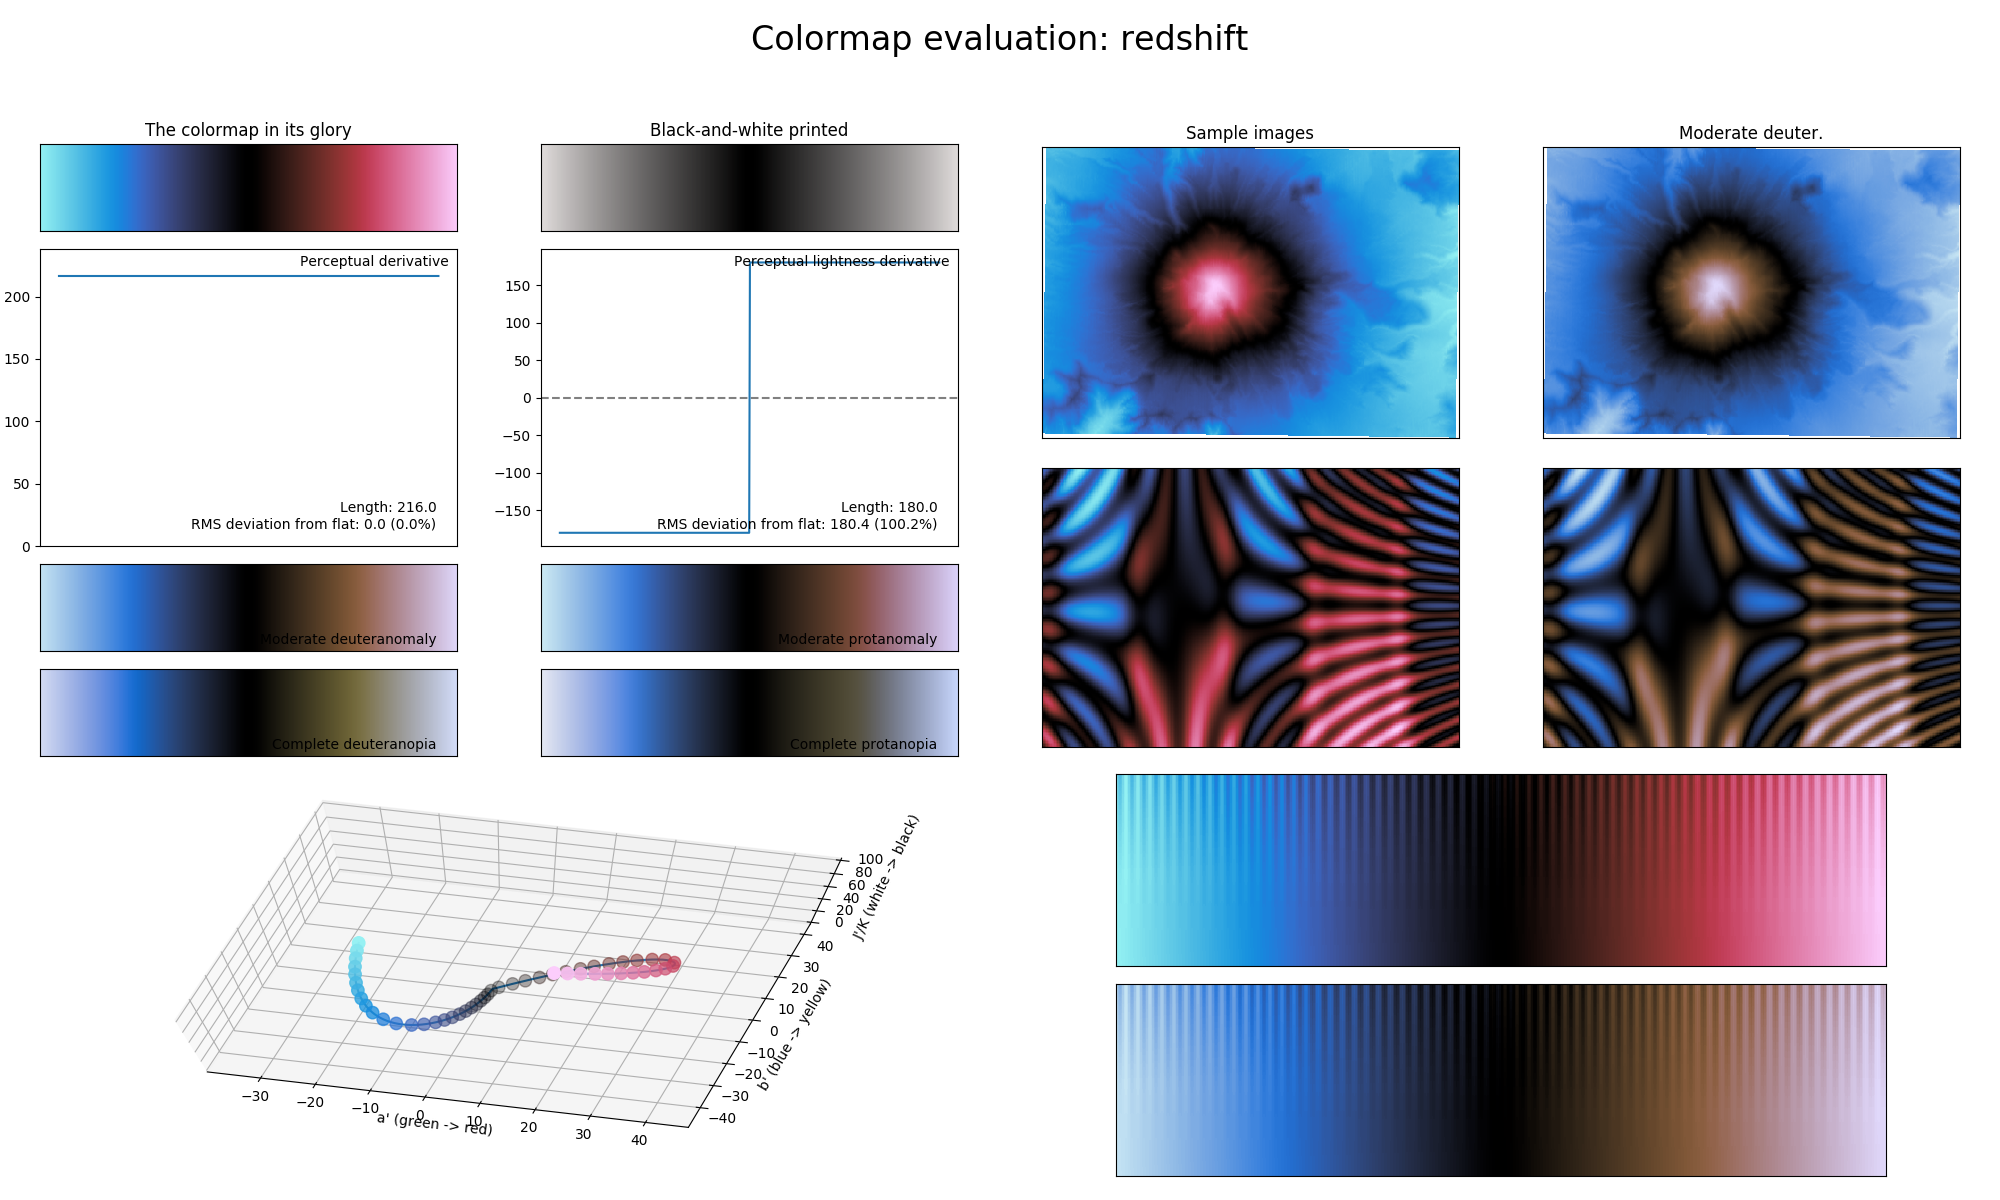 Colormap evaluation: redshift
The colormap in its glory
Black-and-white printed
Sample images
Moderate deuter.
Perceptual derivative
200
150
100
50
0
Length: 216.0
RMS deviation from flat: 0.0 (0.0%)
Perceptual lightness derivative
150
100
50
0
−50
−100
−150
Length: 180.0
RMS deviation from flat: 180.4 (100.2%)
Moderate deuteranomaly
Moderate protanomaly
Complete deuteranopia
Complete protanopia
100
80
60
40
20
0
J'/K (white -> black)
40
30
20
10
0
−10
−20
−30
−40
b' (blue -> yellow)
−30
−20
−10
0
10
20
30
40
a' (green -> red)